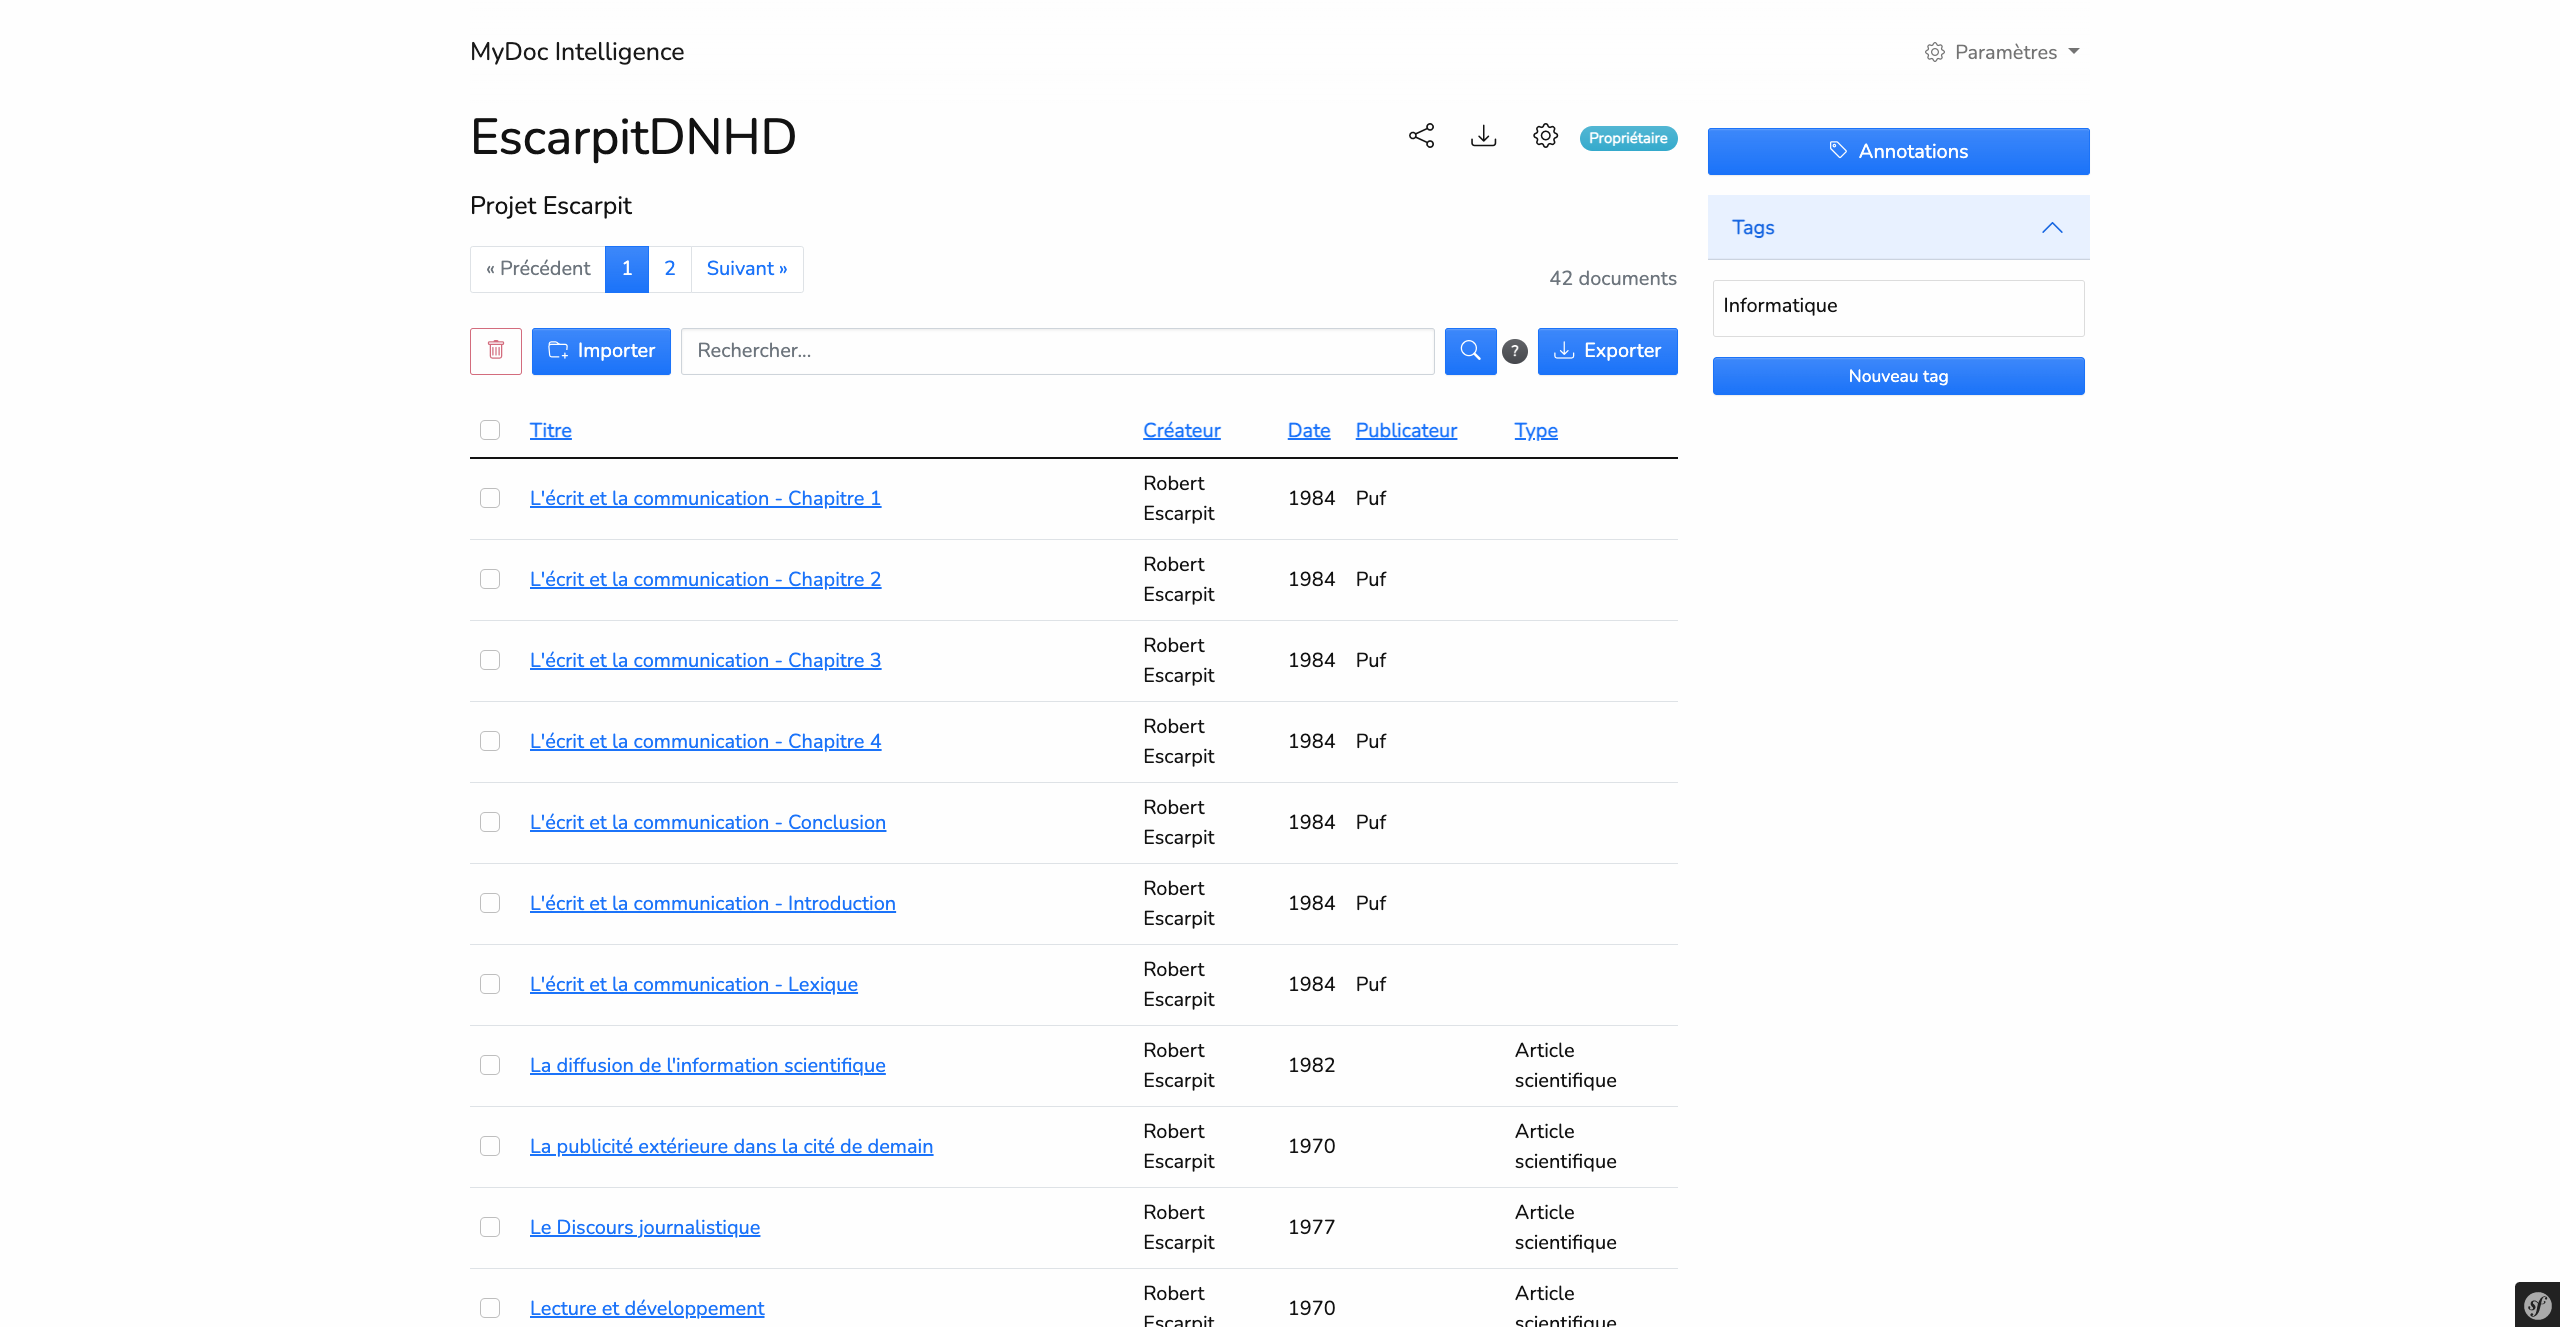 MyDoc Intelligence
Paramètres
EscarpitDNHD
Propriétaire
Annotations
Projet Escarpit
Tags
« Précédent 1 2 Suivant »
42 documents
Informatique
Importer Rechercher... ? Exporter
Nouveau tag
Titre Créateur Date Publicateur Type
L'écrit et la communication - Chapitre 1 Robert Escarpit 1984 Puf
L'écrit et la communication - Chapitre 2 Robert Escarpit 1984 Puf
L'écrit et la communication - Chapitre 3 Robert Escarpit 1984 Puf
L'écrit et la communication - Chapitre 4 Robert Escarpit 1984 Puf
L'écrit et la communication - Conclusion Robert Escarpit 1984 Puf
L'écrit et la communication - Introduction Robert Escarpit 1984 Puf
L'écrit et la communication - Lexique Robert Escarpit 1984 Puf
La diffusion de l'information scientifique Robert Escarpit 1982 Article scientifique
La publicité extérieure dans la cité de demain Robert Escarpit 1970 Article scientifique
Le Discours journalistique Robert Escarpit 1977 Article scientifique
Lecture et développement Robert Escarpit 1970 Article scientifique
sf